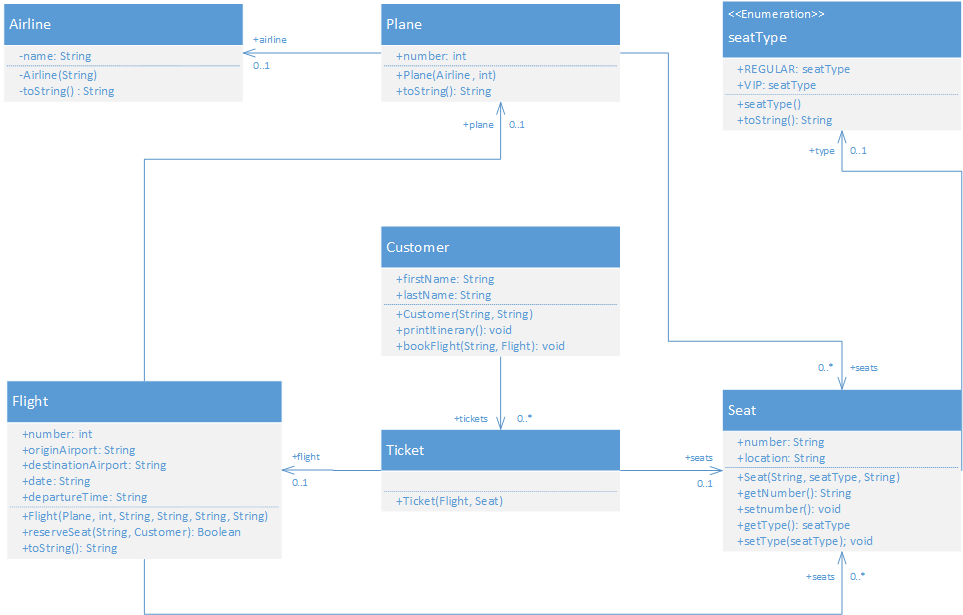 Airline
-name: String
-Airline(String)
-toString() : String
+airline
0..1
Plane
+number: int
+Plane(Airline, int)
+toString(): String
<<Enumeration>>
seatType
+REGULAR: seatType
+VIP: seatType
+seatType()
+toString(): String
+plane 0..1
+type 0..1
Customer
+firstName: String
+lastName: String
+Customer(String, String)
+printItinerary(): void
+bookFlight(String, Flight): void
0..* +seats
+tickets 0..*
Flight
+number: int
+originAirport: String
+destinationAirport: String
+date: String
+departureTime: String
+Flight(Plane, int, String, String, String, String)
+reserveSeat(String, Customer): Boolean
+toString(): String
+flight
0..1
Ticket
+Ticket(Flight, Seat)
+seats
0..1
Seat
+number: String
+location: String
+Seat(String, seatType, String)
+getNumber(): String
+setnumber(): void
+getType(): seatType
+setType(seatType); void
+seats 0..*